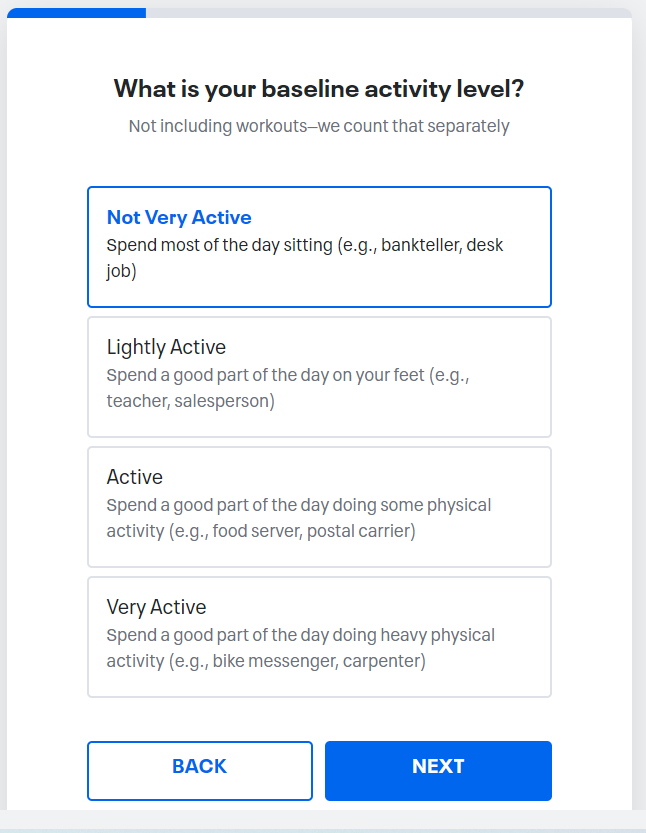 What is your baseline activity level?
Not including workouts—we count that separately
Not Very Active
Spend most of the day sitting (e.g., bankteller, desk
job)
Lightly Active
Spend a good part of the day on your feet (e.g.,
teacher, salesperson)
Active
Spend a good part of the day doing some physical
activity (e.g., food server, postal carrier)
Very Active
Spend a good part of the day doing heavy physical
activity (e.g., bike messenger, carpenter)
BACK
NEXT